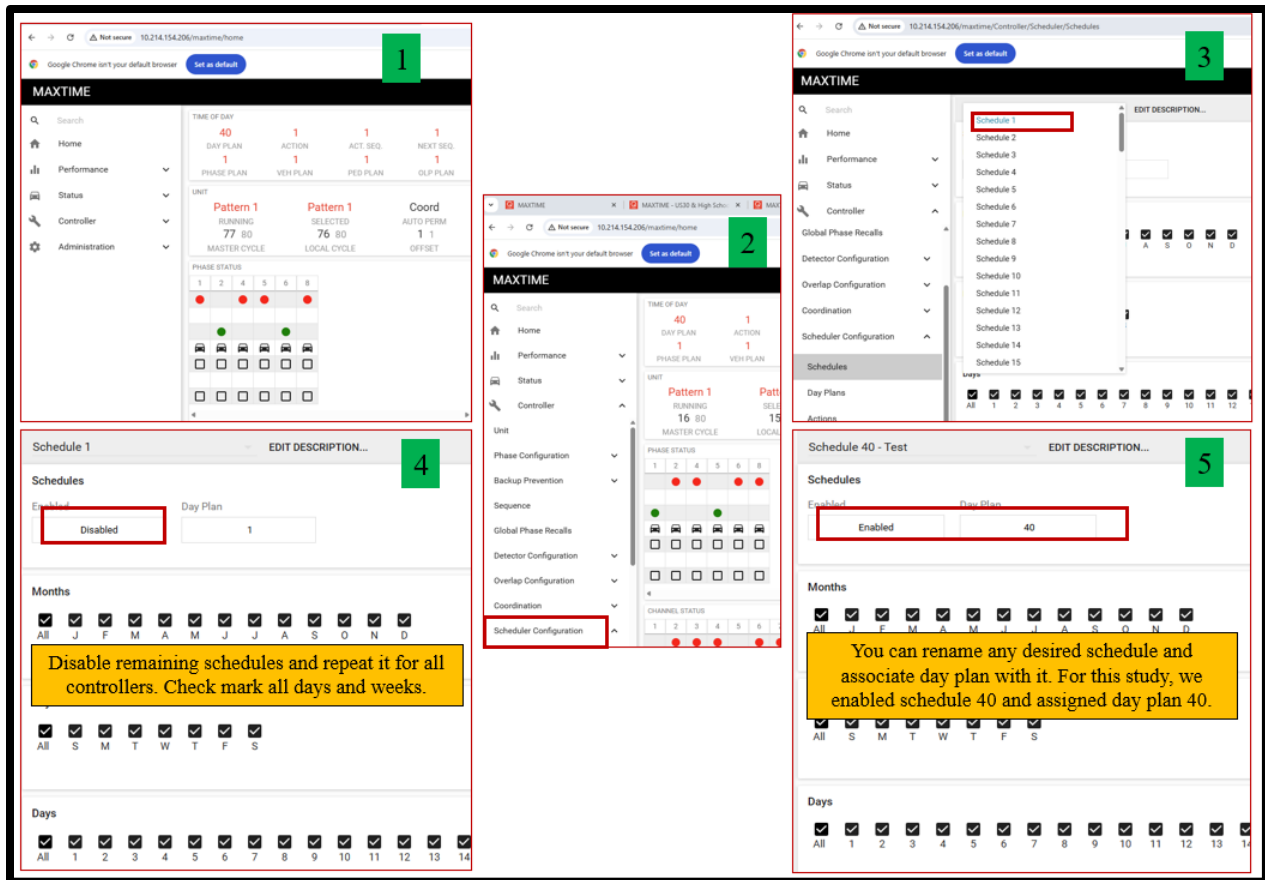 Not secure 10.214.154.206/maxtime/home
Google Chrome isn't your default browser Set as default
1
MAXTIME
Search
Home
Performance
Status
Controller
Administration
TIME OF DAY
40 1 1 1
DAY PLAN ACTION ACT. SEQ. NEXT SEQ.
1 1 1 1
PHASE PLAN VEH PLAN PED PLAN OLP PLAN
UNIT
Pattern 1 Pattern 1 Coord
RUNNING SELECTED AUTO PERM
77 80 76 80 1 1
MASTER CYCLE LOCAL CYCLE OFFSET
PHASE STATUS
1 2 4 5 6 8
MAXTIME MAXTIME - US30 & High Scho MAX
Not secure 10.214.154.206/maxtime/home
2
Google Chrome isn't your default browser Set as default
MAXTIME
Search
Home
Performance
Status
Controller
Unit
Phase Configuration
Backup Prevention
Sequence
Global Phase Recalls
Detector Configuration
Overlap Configuration
Coordination
Scheduler Configuration
TIME OF DAY
40 1
DAY PLAN ACTION
1 1
PHASE PLAN VEH PLAN
UNIT
Pattern 1 Patt
RUNNING SELE
16 80 15
MASTER CYCLE LOCAL
PHASE STATUS
1 2 4 5 6 8
CHANNEL STATUS
1 2 3 4 5 6
Not secure 10.214.154.206/maxtime/Controller/Scheduler/Schedules
3
Google Chrome isn't your default browser Set as default
MAXTIME
Search
Home
Performance
Status
Controller
Global Phase Recalls
Detector Configuration
Overlap Configuration
Coordination
Scheduler Configuration
Schedules
Day Plans
Actions
EDIT DESCRIPTION...
Schedule 1
Schedule 2
Schedule 3
Schedule 4
Schedule 5
Schedule 6
Schedule 7
Schedule 8
Schedule 9
Schedule 10
Schedule 11
Schedule 12
Schedule 13
Schedule 14
Schedule 15
A S O N D
Days
All 1 2 3 4 5 6 7 8 9 10 11 12
Schedule 1 EDIT DESCRIPTION...
4
Schedules
Enabled Day Plan
Disabled 1
Months
All J F M A M J J A S O N D
Disable remaining schedules and repeat it for all
controllers. Check mark all days and weeks.
All S M T W T F S
Days
All 1 2 3 4 5 6 7 8 9 10 11 12 13 14
Schedule 40 - Test EDIT DESCRIPTION...
5
Schedules
Enabled Day Plan
Enabled 40
Months
All J F M A M J J A S O N D
You can rename any desired schedule and
associate day plan with it. For this study, we
enabled schedule 40 and assigned day plan 40.
All S M T W T F S
Days
All 1 2 3 4 5 6 7 8 9 10 11 12 13 14